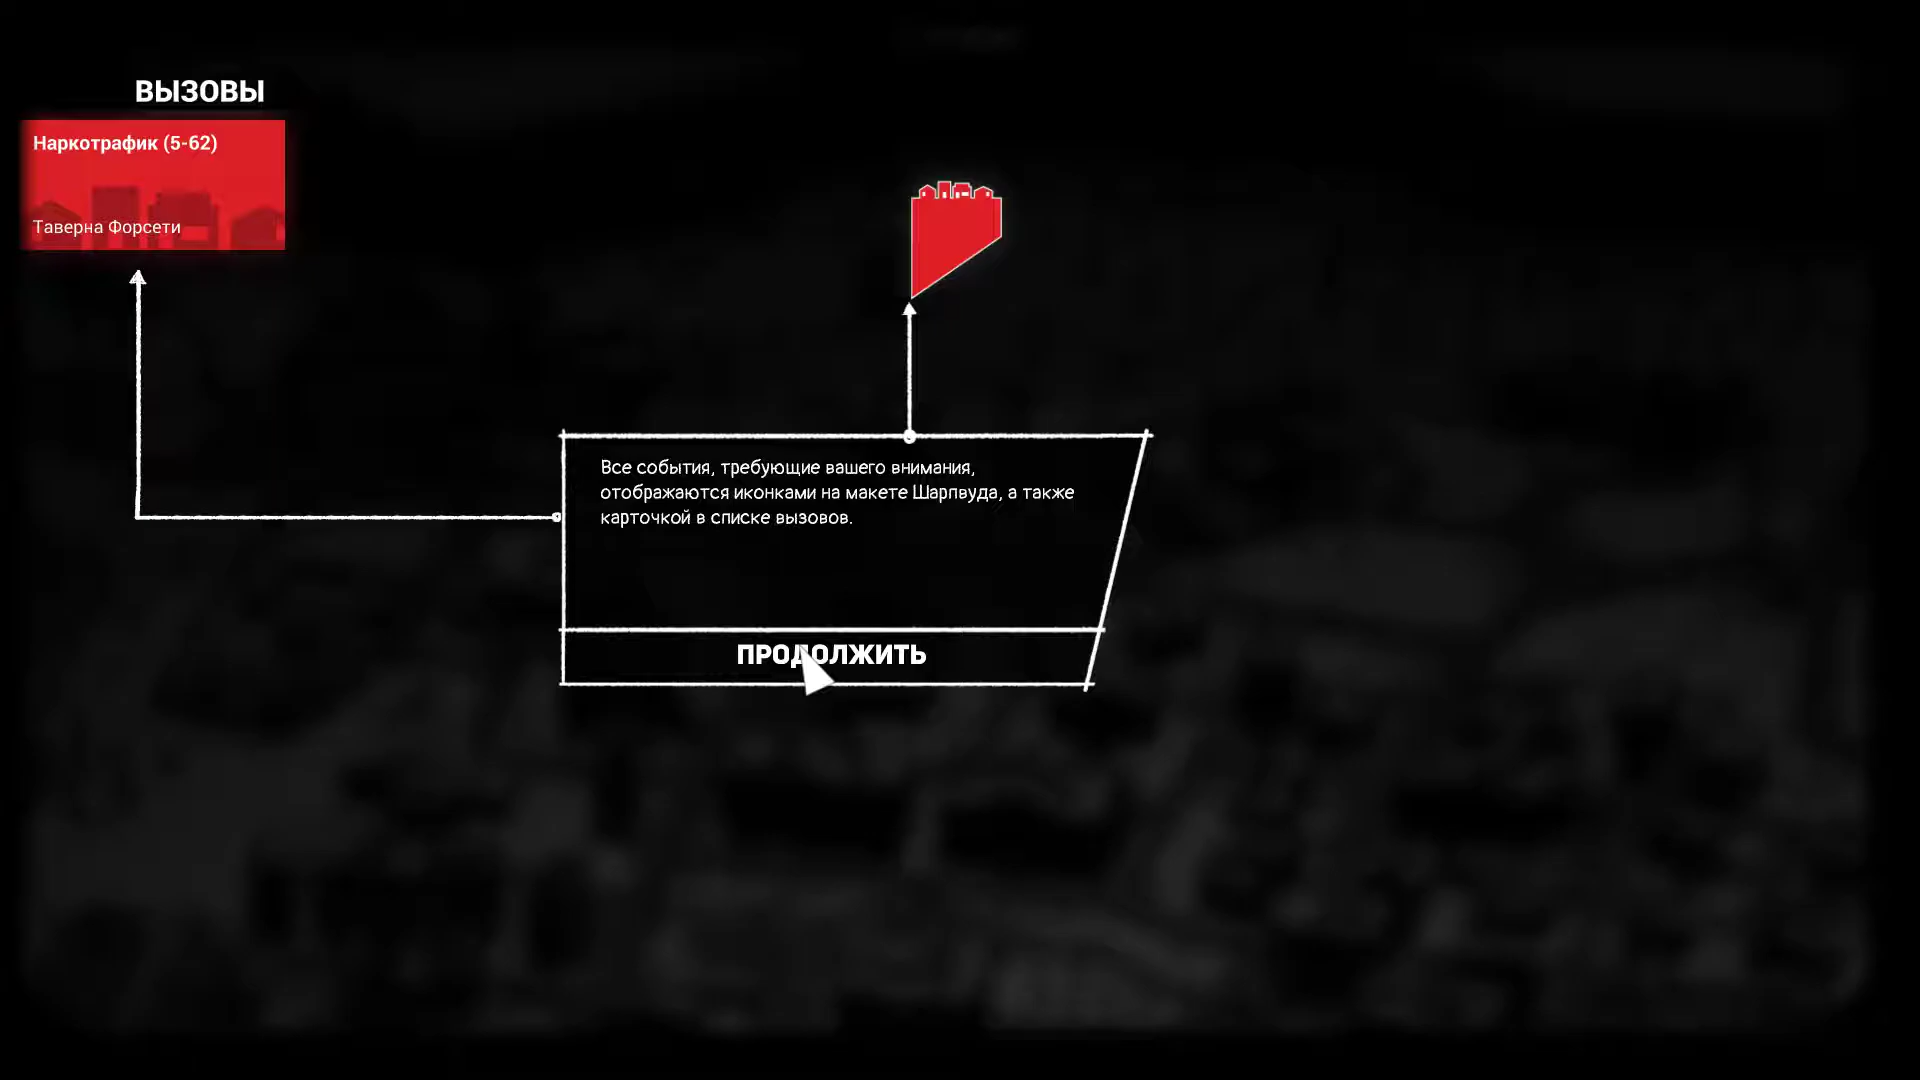 ВЫЗОВЫ
Наркотрафик (5-62)
Таверна Форсети
Все события, требующие вашего внимания,
отображаются иконками на макете Шарпвуда, а также
карточкой в списке вызовов.
ПРОДОЛЖИТЬ